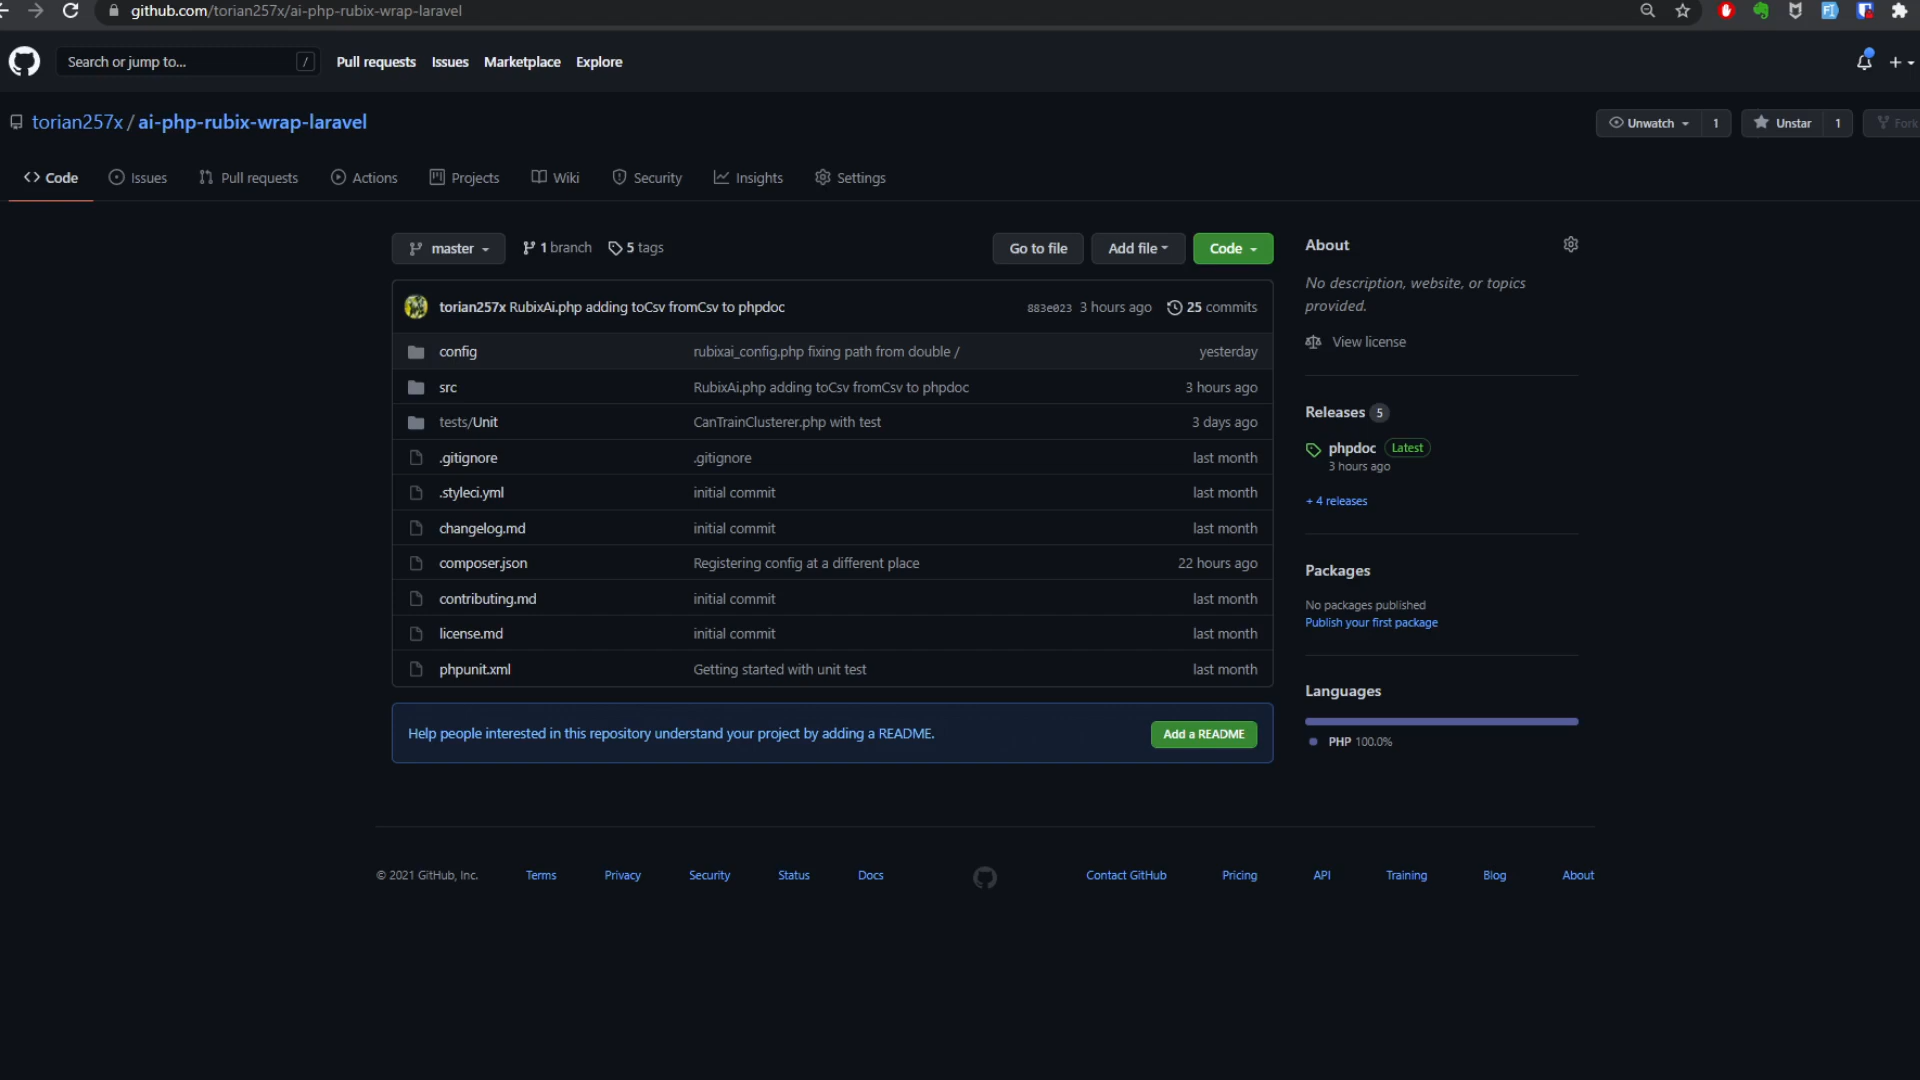 github.com/torian257x/ai-php-rubix-wrap-laravel
Search or jump to... /
Pull requests Issues Marketplace Explore
torian257x / ai-php-rubix-wrap-laravel
Unwatch 1 Unstar 1 Fork
Code Issues Pull requests Actions Projects Wiki Security Insights Settings
master 1 branch 5 tags
Go to file Add file Code
torian257x RubixAi.php adding toCsv fromCsv to phpdoc 883e023 3 hours ago 25 commits
config rubixai_config.php fixing path from double / yesterday
src RubixAi.php adding toCsv fromCsv to phpdoc 3 hours ago
tests/Unit CanTrainClusterer.php with test 3 days ago
.gitignore .gitignore last month
.styleci.yml initial commit last month
changelog.md initial commit last month
composer.json Registering config at a different place 22 hours ago
contributing.md initial commit last month
license.md initial commit last month
phpunit.xml Getting started with unit test last month
Help people interested in this repository understand your project by adding a README.
Add a README
About
No description, website, or topics
provided.
View license
Releases 5
phpdoc Latest
3 hours ago
+ 4 releases
Packages
No packages published
Publish your first package
Languages
PHP 100.0%
© 2021 GitHub, Inc. Terms Privacy Security Status Docs Contact GitHub Pricing API Training Blog About